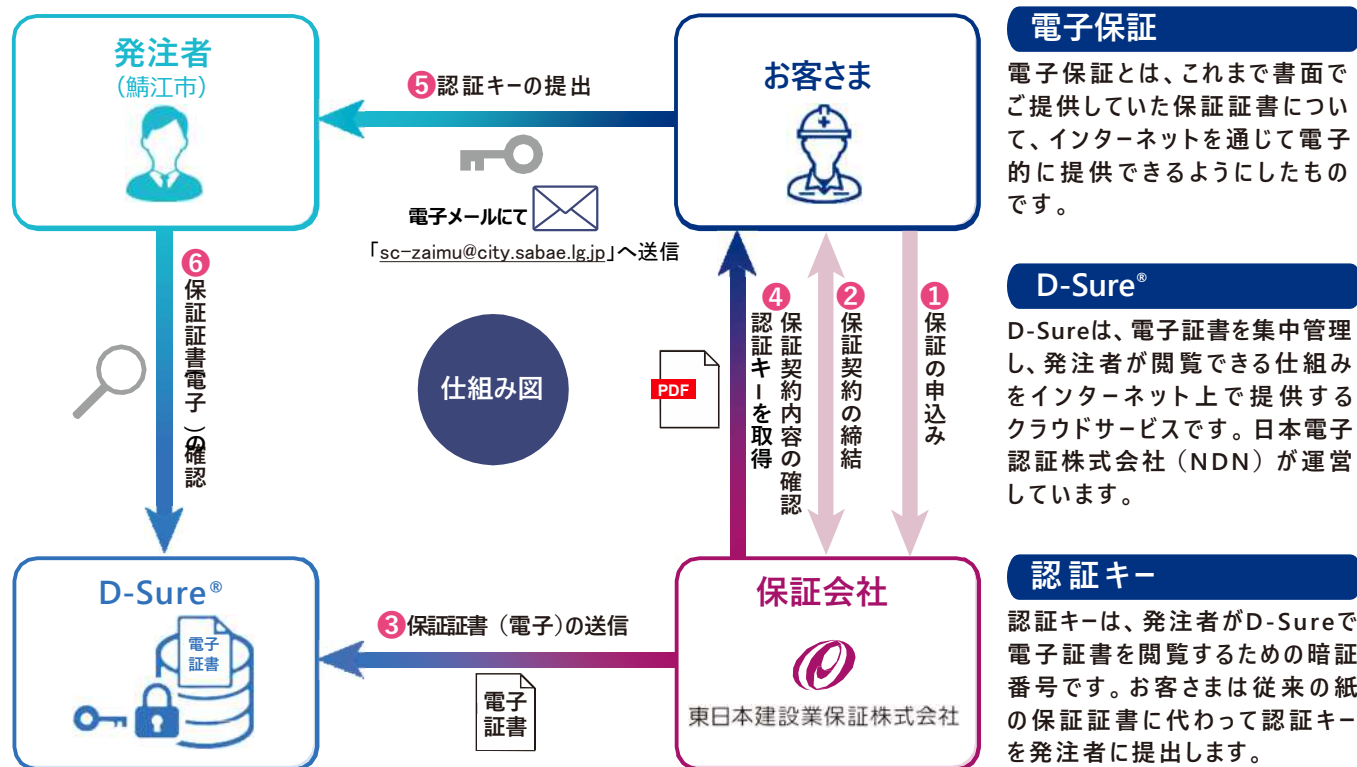 発注者
(鯖江市)
❺認証キーの提出
お客さま
電子メールにて
「sc-zaimu@city.sabae.lg.jp」へ送信
❻保証証書電子)の確認
仕組み図
PDF
❹保証契約内容の確認
認証キーを取得
❷保証契約の締結
❶保証の申込み
D-Sure®
電子
証書
❸保証証書(電子)の送信
電子
証書
保証会社
東日本建設業保証株式会社
電子保証
電子保証とは、これまで書面で
ご提供していた保証証書につい
て、インターネットを通じて電子
的に提供できるようにしたもの
です。
D-Sure®
D-Sureは、電子証書を集中管理
し、発注者が閲覧できる仕組み
をインターネット上で提供する
クラウドサービスです。日本電子
認証株式会社(NDN)が運営
しています。
認証キー
認証キーは、発注者がD-Sureで
電子証書を閲覧するための暗証
番号です。お客さまは従来の紙
の保証証書に代わって認証キー
を発注者に提出します。